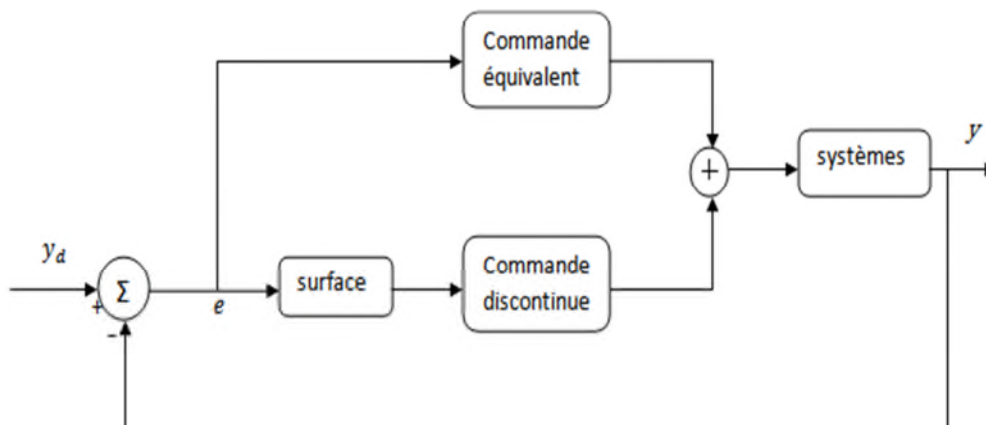 Commande
équivalent
y
systèmes
+
y_d
Commande
discontinue
surface
Σ
+
e
-